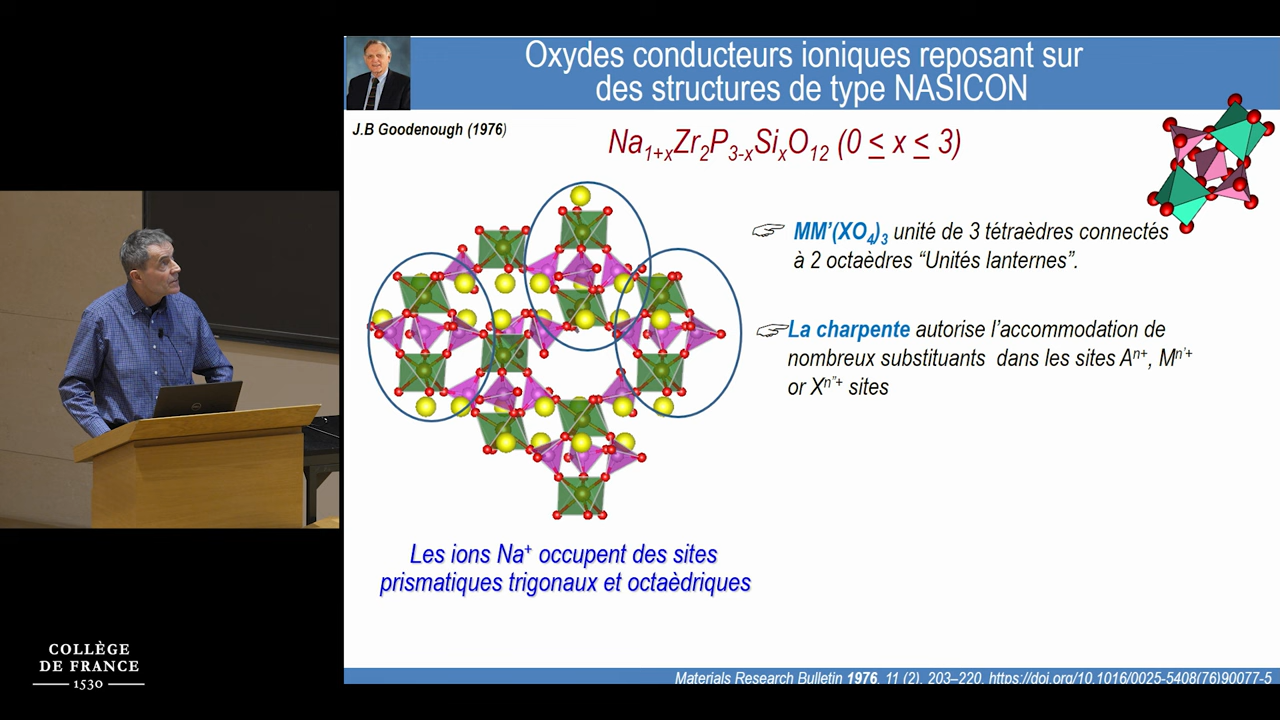 Oxydes conducteurs ioniques reposant sur
des structures de type NASICON
J.B Goodenough (1976)
Na1+xZr2P3-xSixO12 (0 ≤ x ≤ 3)
☞ MM'(XO4)3 unité de 3 tétraèdres connectés
à 2 octaèdres “Unités lanternes”.
☞ La charpente autorise l’accommodation de
nombreux substituants dans les sites Aⁿ⁺, Mⁿ'⁺
or Xⁿ"⁺ sites
Les ions Na⁺ occupent des sites
prismatiques trigonaux et octaèdriques
COLLÈGE
DE FRANCE
1530
Materials Research Bulletin 1976, 11 (2), 203–220. https://doi.org/10.1016/0025-5408(76)90077-5